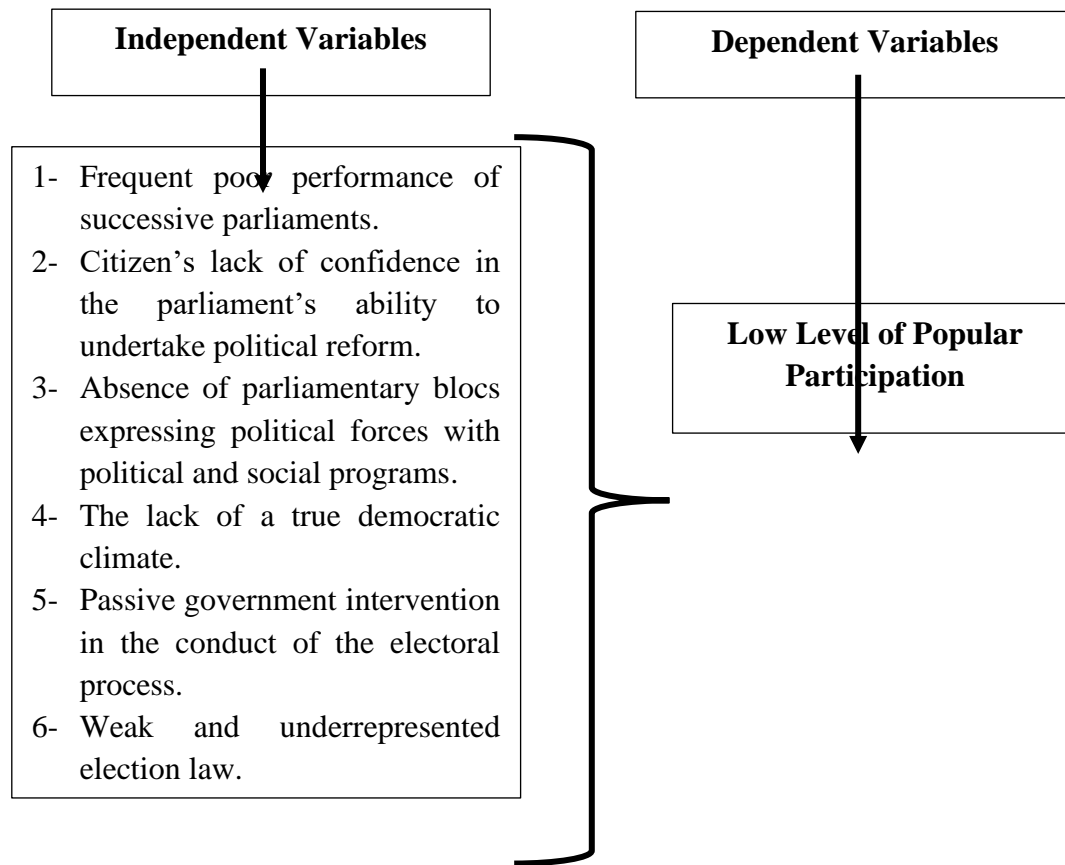 Independent Variables
Dependent Variables
1- Frequent poor performance of
successive parliaments.
2- Citizen’s lack of confidence in
the parliament’s ability to
undertake political reform.
3- Absence of parliamentary blocs
expressing political forces with
political and social programs.
4- The lack of a true democratic
climate.
5- Passive government intervention
in the conduct of the electoral
process.
6- Weak and underrepresented
election law.
Low Level of Popular
Participation